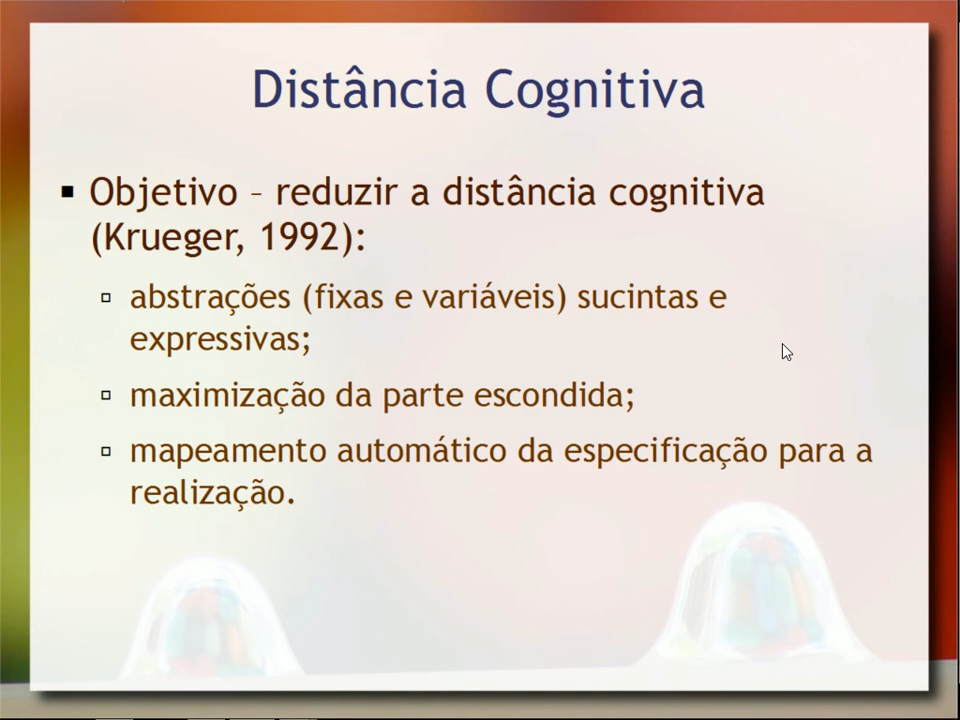 Distância Cognitiva
Objetivo – reduzir a distância cognitiva
(Krueger, 1992):
abstrações (fixas e variáveis) sucintas e
expressivas;
maximização da parte escondida;
mapeamento automático da especificação para a
realização.